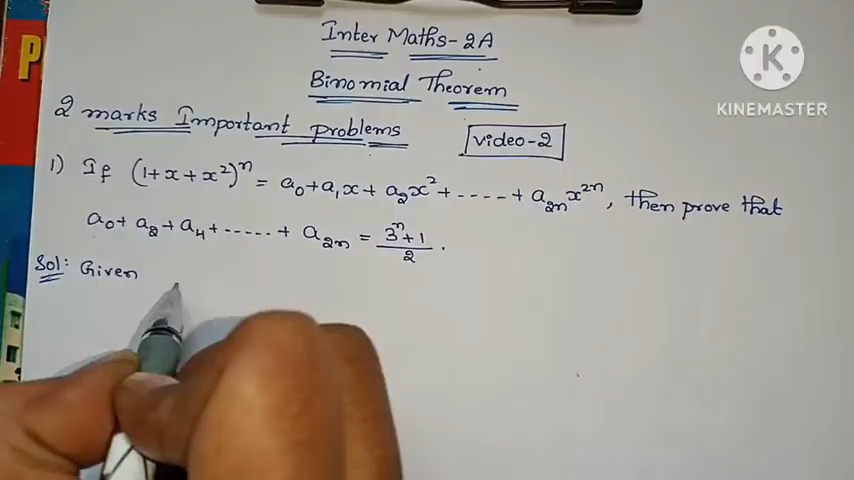 Inter Maths-2A
Binomial Theorem
2 marks Important problems
video-2
1) If (1+x+x²)ⁿ = a₀+a₁x+a₂x²+-----+a₂ₙx²ⁿ, then prove that
a₀+a₂+a₄+-----+a₂ₙ = (3ⁿ+1)/2.
Sol: Given
K
KINEMASTER
P